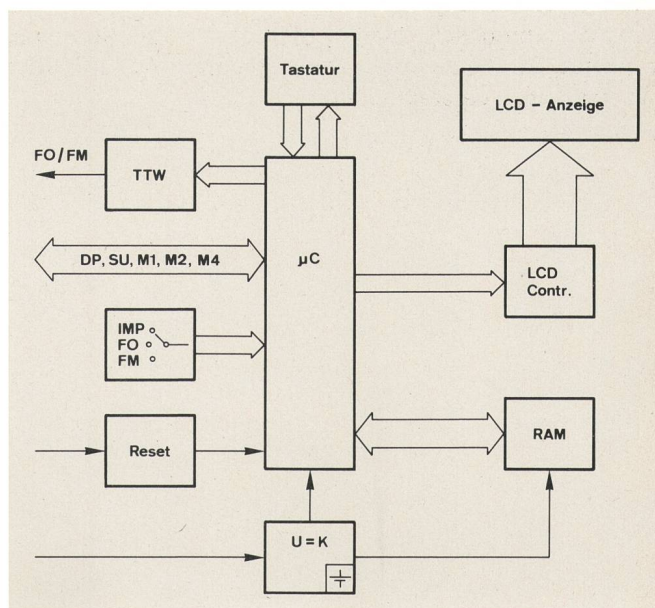 Tastatur
LCD – Anzeige
FO/FM
TTW
DP, SU, M1, M2, M4
µC
LCD
Contr.
IMP
FO
FM
Reset
RAM
U=K